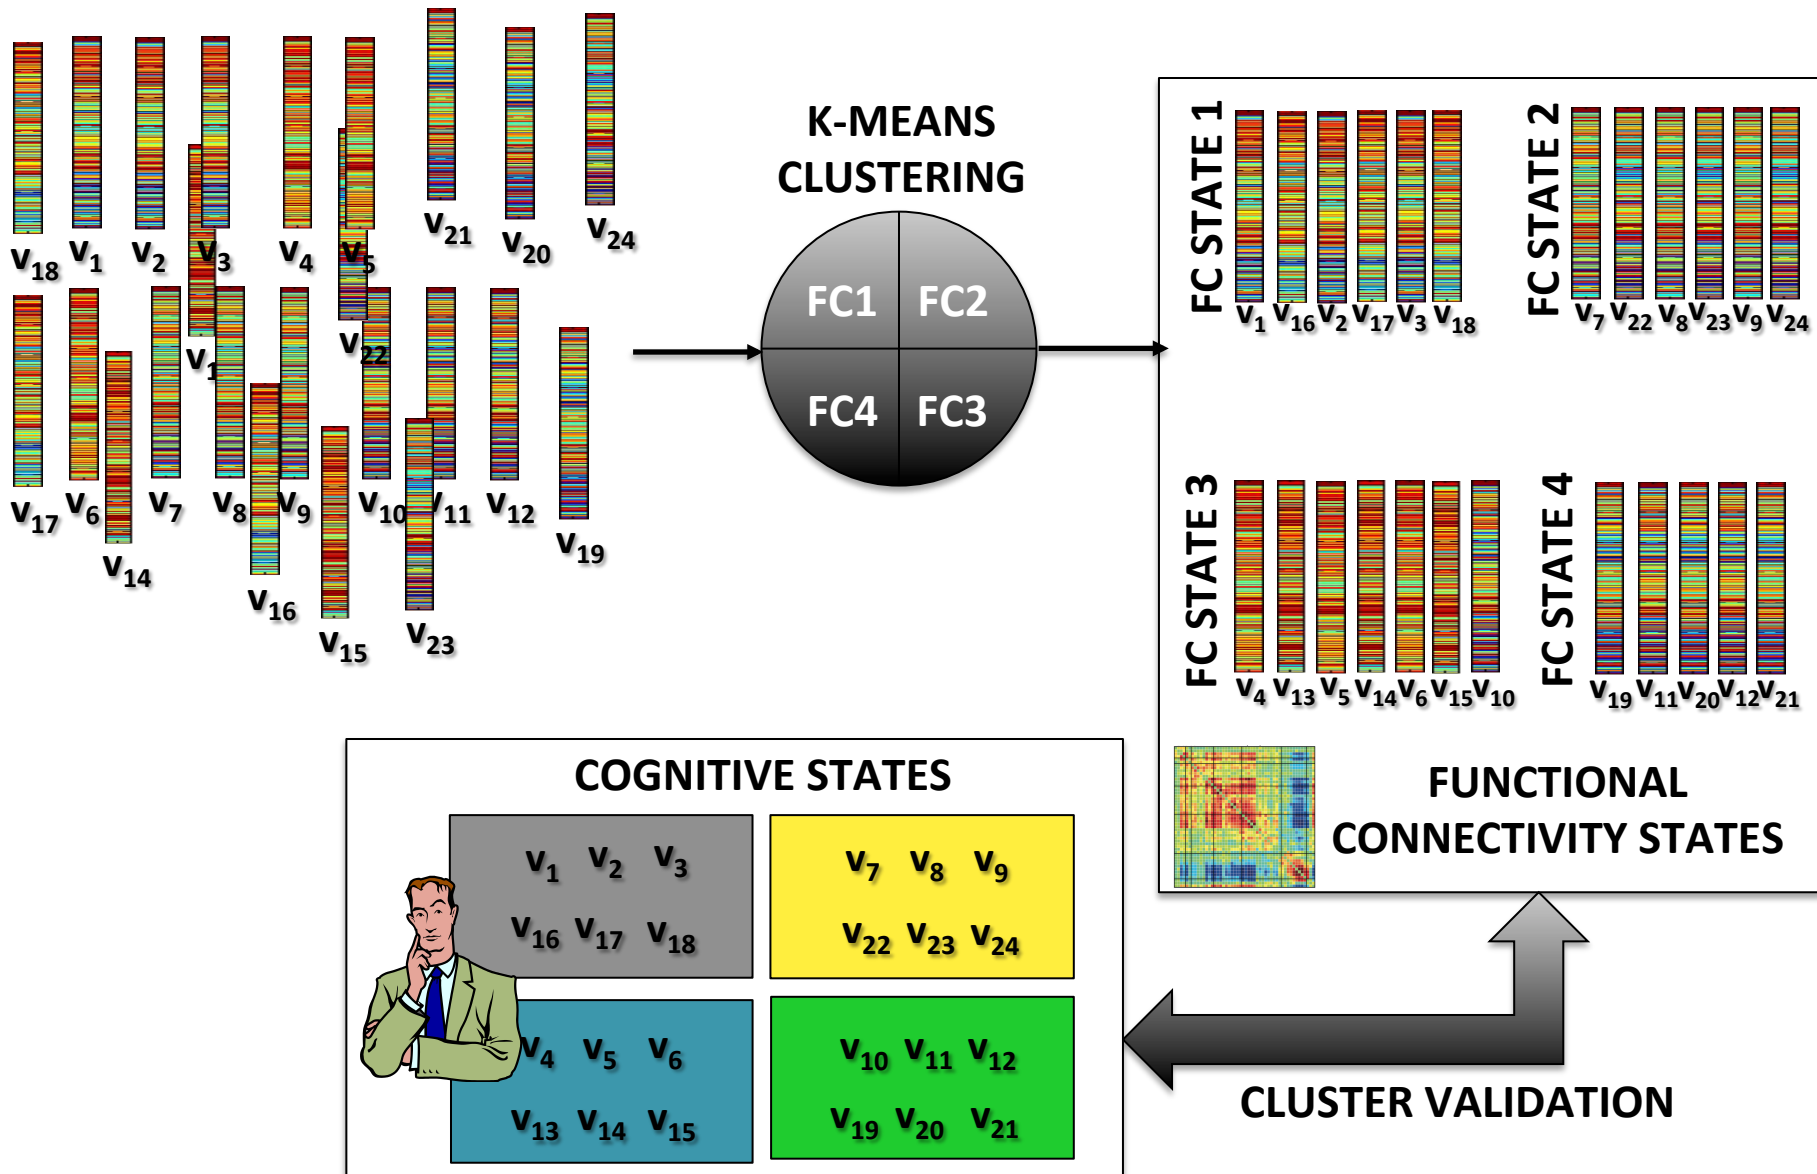 v18 v1 v2 v3 v4 v5 v21 v20 v24
v1 v22
v17 v6 v7 v8 v9 v10 v11 v12 v19
v14 v16 v15 v23
K-MEANS
CLUSTERING
FC1 FC2
FC4 FC3
FC STATE 1
v1 v16 v2 v17 v3 v18
FC STATE 2
v7 v22 v8 v23 v9 v24
FC STATE 3
v4 v13 v5 v14 v6 v15 v10
FC STATE 4
v19 v11 v20 v12 v21
FUNCTIONAL
CONNECTIVITY STATES
COGNITIVE STATES
v1 v2 v3
v16 v17 v18
v7 v8 v9
v22 v23 v24
v4 v5 v6
v13 v14 v15
v10 v11 v12
v19 v20 v21
CLUSTER VALIDATION